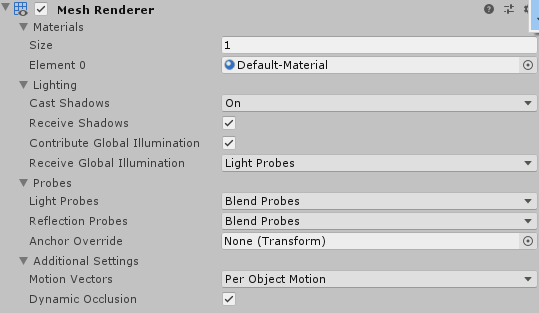 Mesh Renderer
Materials
Size 1
Element 0 Default-Material
Lighting
Cast Shadows On
Receive Shadows
Contribute Global Illumination
Receive Global Illumination Light Probes
Probes
Light Probes Blend Probes
Reflection Probes Blend Probes
Anchor Override None (Transform)
Additional Settings
Motion Vectors Per Object Motion
Dynamic Occlusion